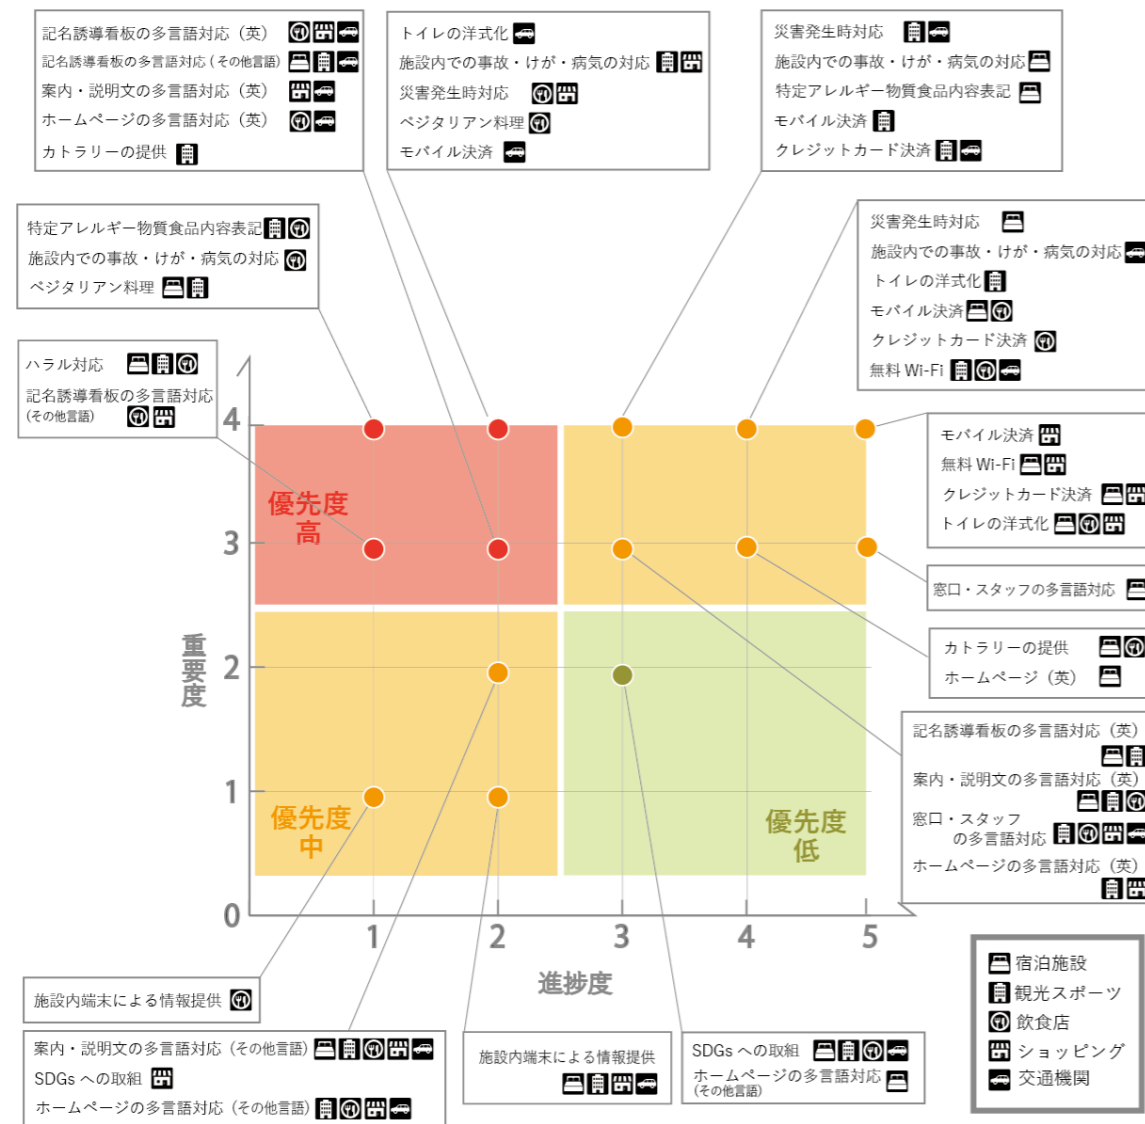 記名誘導看板の多言語対応（英）
記名誘導看板の多言語対応（その他言語）
案内・説明文の多言語対応（英）
ホームページの多言語対応（英）
カトラリーの提供
トイレの洋式化
施設内での事故・けが・病気の対応
災害発生時対応
ベジタリアン料理
モバイル決済
災害発生時対応
施設内での事故・けが・病気の対応
特定アレルギー物質食品内容表記
モバイル決済
クレジットカード決済
特定アレルギー物質食品内容表記
施設内での事故・けが・病気の対応
ベジタリアン料理
災害発生時対応
施設内での事故・けが・病気の対応
トイレの洋式化
モバイル決済
クレジットカード決済
無料 Wi-Fi
ハラル対応
記名誘導看板の多言語対応
（その他言語）
モバイル決済
無料 Wi-Fi
クレジットカード決済
トイレの洋式化
窓口・スタッフの多言語対応
カトラリーの提供
ホームページ（英）
記名誘導看板の多言語対応（英）
案内・説明文の多言語対応（英）
窓口・スタッフ
の多言語対応
ホームページの多言語対応（英）
優先度
高
優先度
中
優先度
低
重要度
4
3
2
1
0
1
2
3
4
5
進捗度
施設内端末による情報提供
案内・説明文の多言語対応（その他言語）
SDGs への取組
ホームページの多言語対応（その他言語）
施設内端末による情報提供
SDGs への取組
ホームページの多言語対応
（その他言語）
宿泊施設
観光スポーツ
飲食店
ショッピング
交通機関